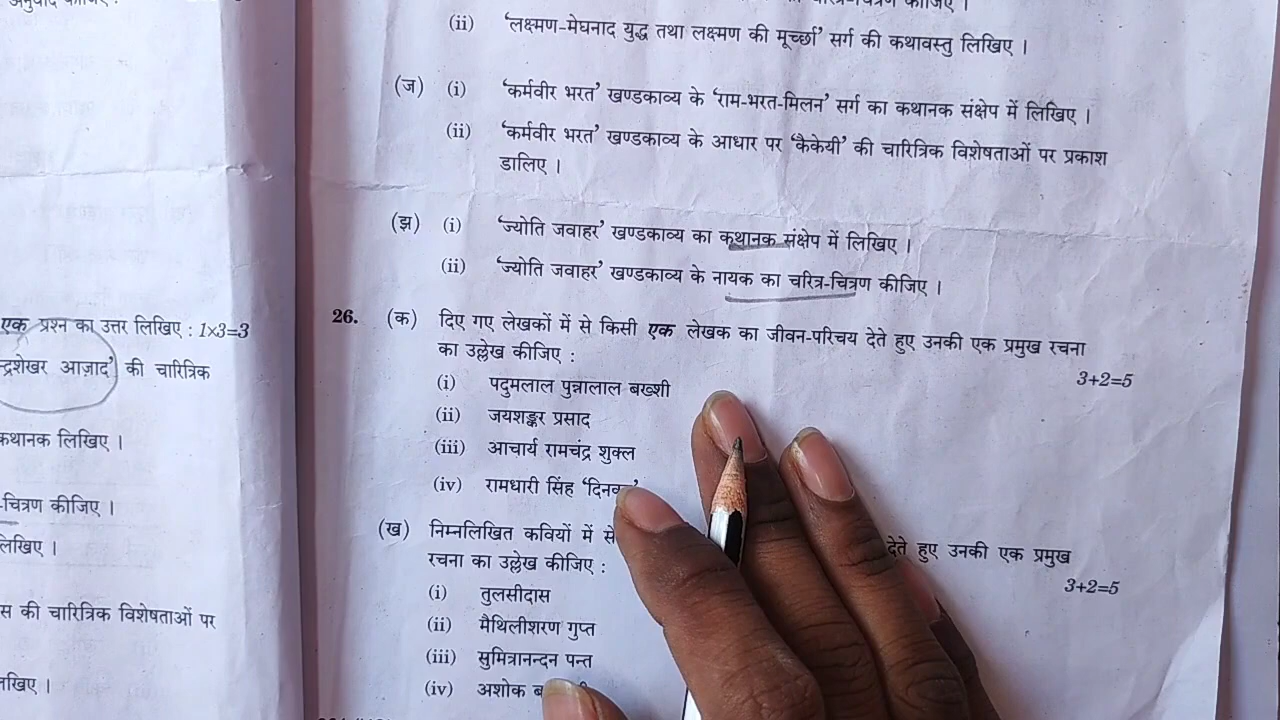 (ii) 'लक्ष्मण-मेघनाद युद्ध तथा लक्ष्मण की मूर्च्छा' सर्ग की कथावस्तु लिखिए ।
(ज) (i) 'कर्मवीर भरत' खण्डकाव्य के 'राम-भरत-मिलन' सर्ग का कथानक संक्षेप में लिखिए ।
(ii) 'कर्मवीर भरत' खण्डकाव्य के आधार पर 'कैकेयी' की चारित्रिक विशेषताओं पर प्रकाश
डालिए ।
(झ) (i) 'ज्योति जवाहर' खण्डकाव्य का कथानक संक्षेप में लिखिए ।
(ii) 'ज्योति जवाहर' खण्डकाव्य के नायक का चरित्र-चित्रण कीजिए ।
26. (क) दिए गए लेखकों में से किसी एक लेखक का जीवन-परिचय देते हुए उनकी एक प्रमुख रचना
का उल्लेख कीजिए :
3+2=5
(i) पदुमलाल पुन्नालाल बख्शी
(ii) जयशङ्कर प्रसाद
(iii) आचार्य रामचंद्र शुक्ल
(iv) रामधारी सिंह
(ख) निम्नलिखित कवियों में से देते हुए उनकी एक प्रमुख
रचना का उल्लेख कीजिए :
3+2=5
(i) तुलसीदास
(ii) मैथिलीशरण गुप्त
(iii) सुमित्रानन्दन पन्त
(iv) अशोक
एक प्रश्न का उत्तर लिखिए : 1×3=3
आज़ाद' की चारित्रिक
कथानक लिखिए ।
चित्रण कीजिए ।
लिखिए ।
की चारित्रिक विशेषताओं पर